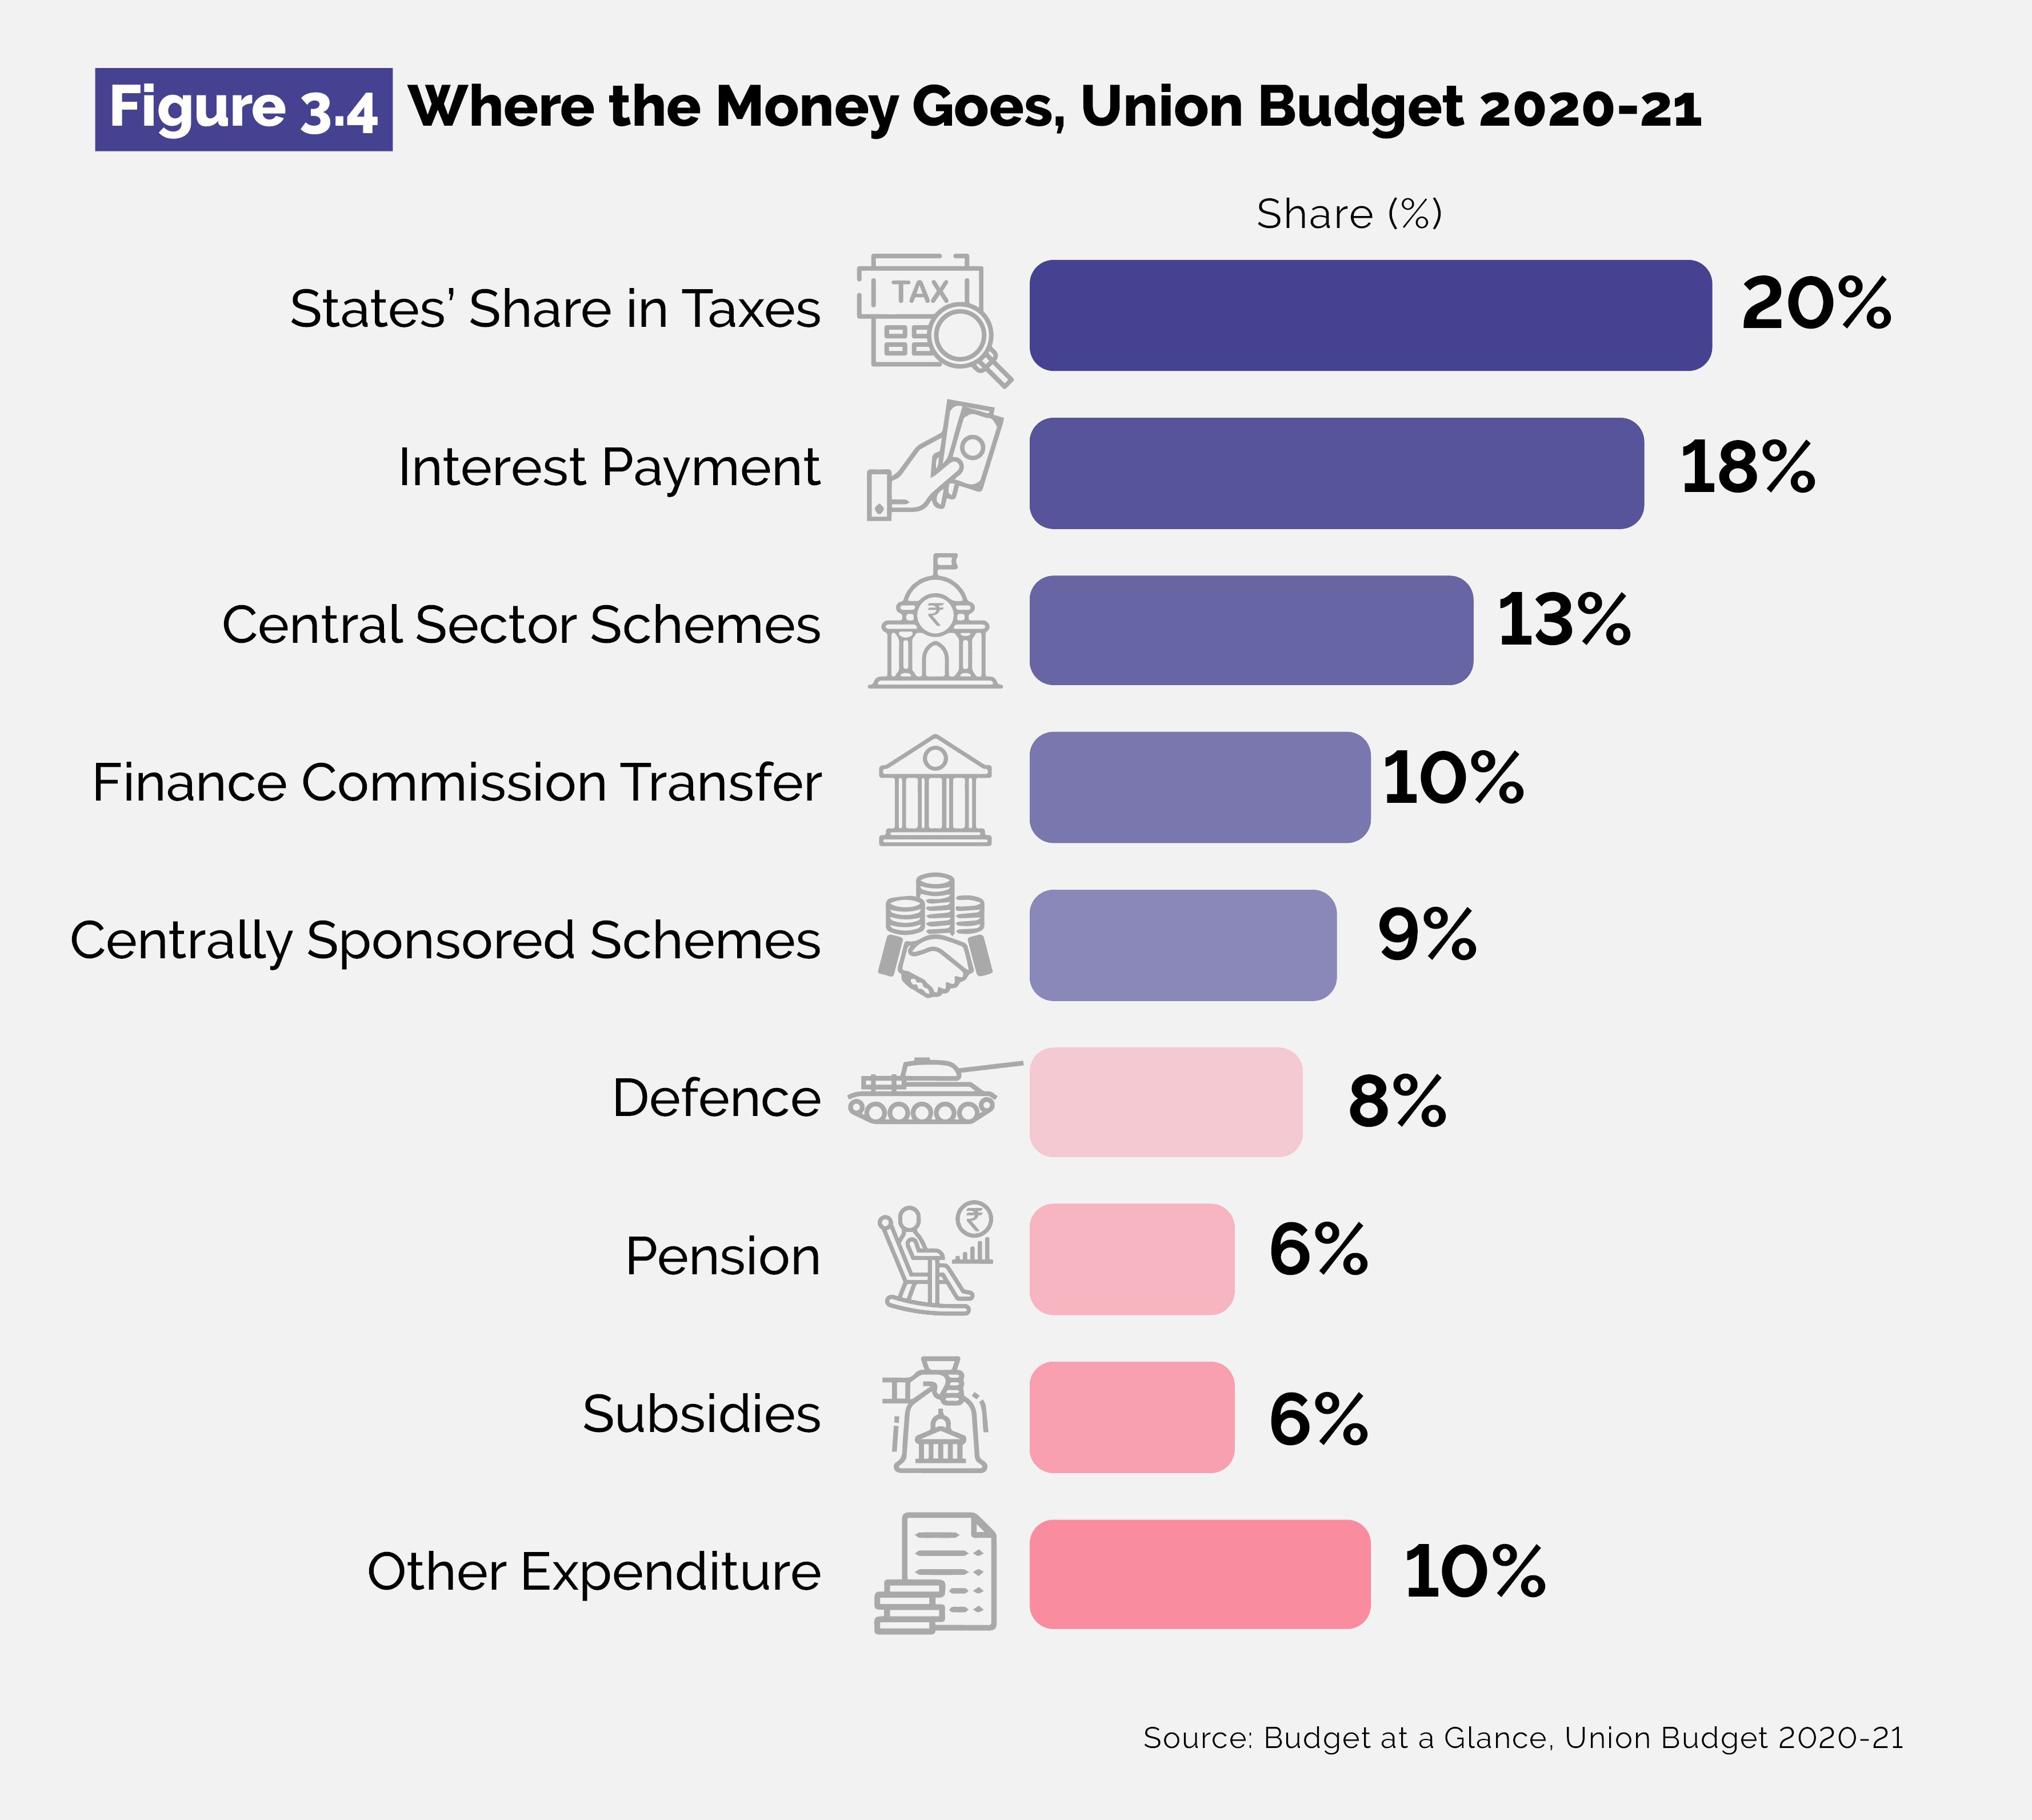 Figure 3.4 Where the Money Goes, Union Budget 2020-21
Share (%)
States’ Share in Taxes TAX 20%
Interest Payment 18%
Central Sector Schemes ₹ 13%
Finance Commission Transfer 10%
Centrally Sponsored Schemes 9%
Defence 8%
Pension ₹ 6%
Subsidies 6%
Other Expenditure 10%
Source: Budget at a Glance, Union Budget 2020-21